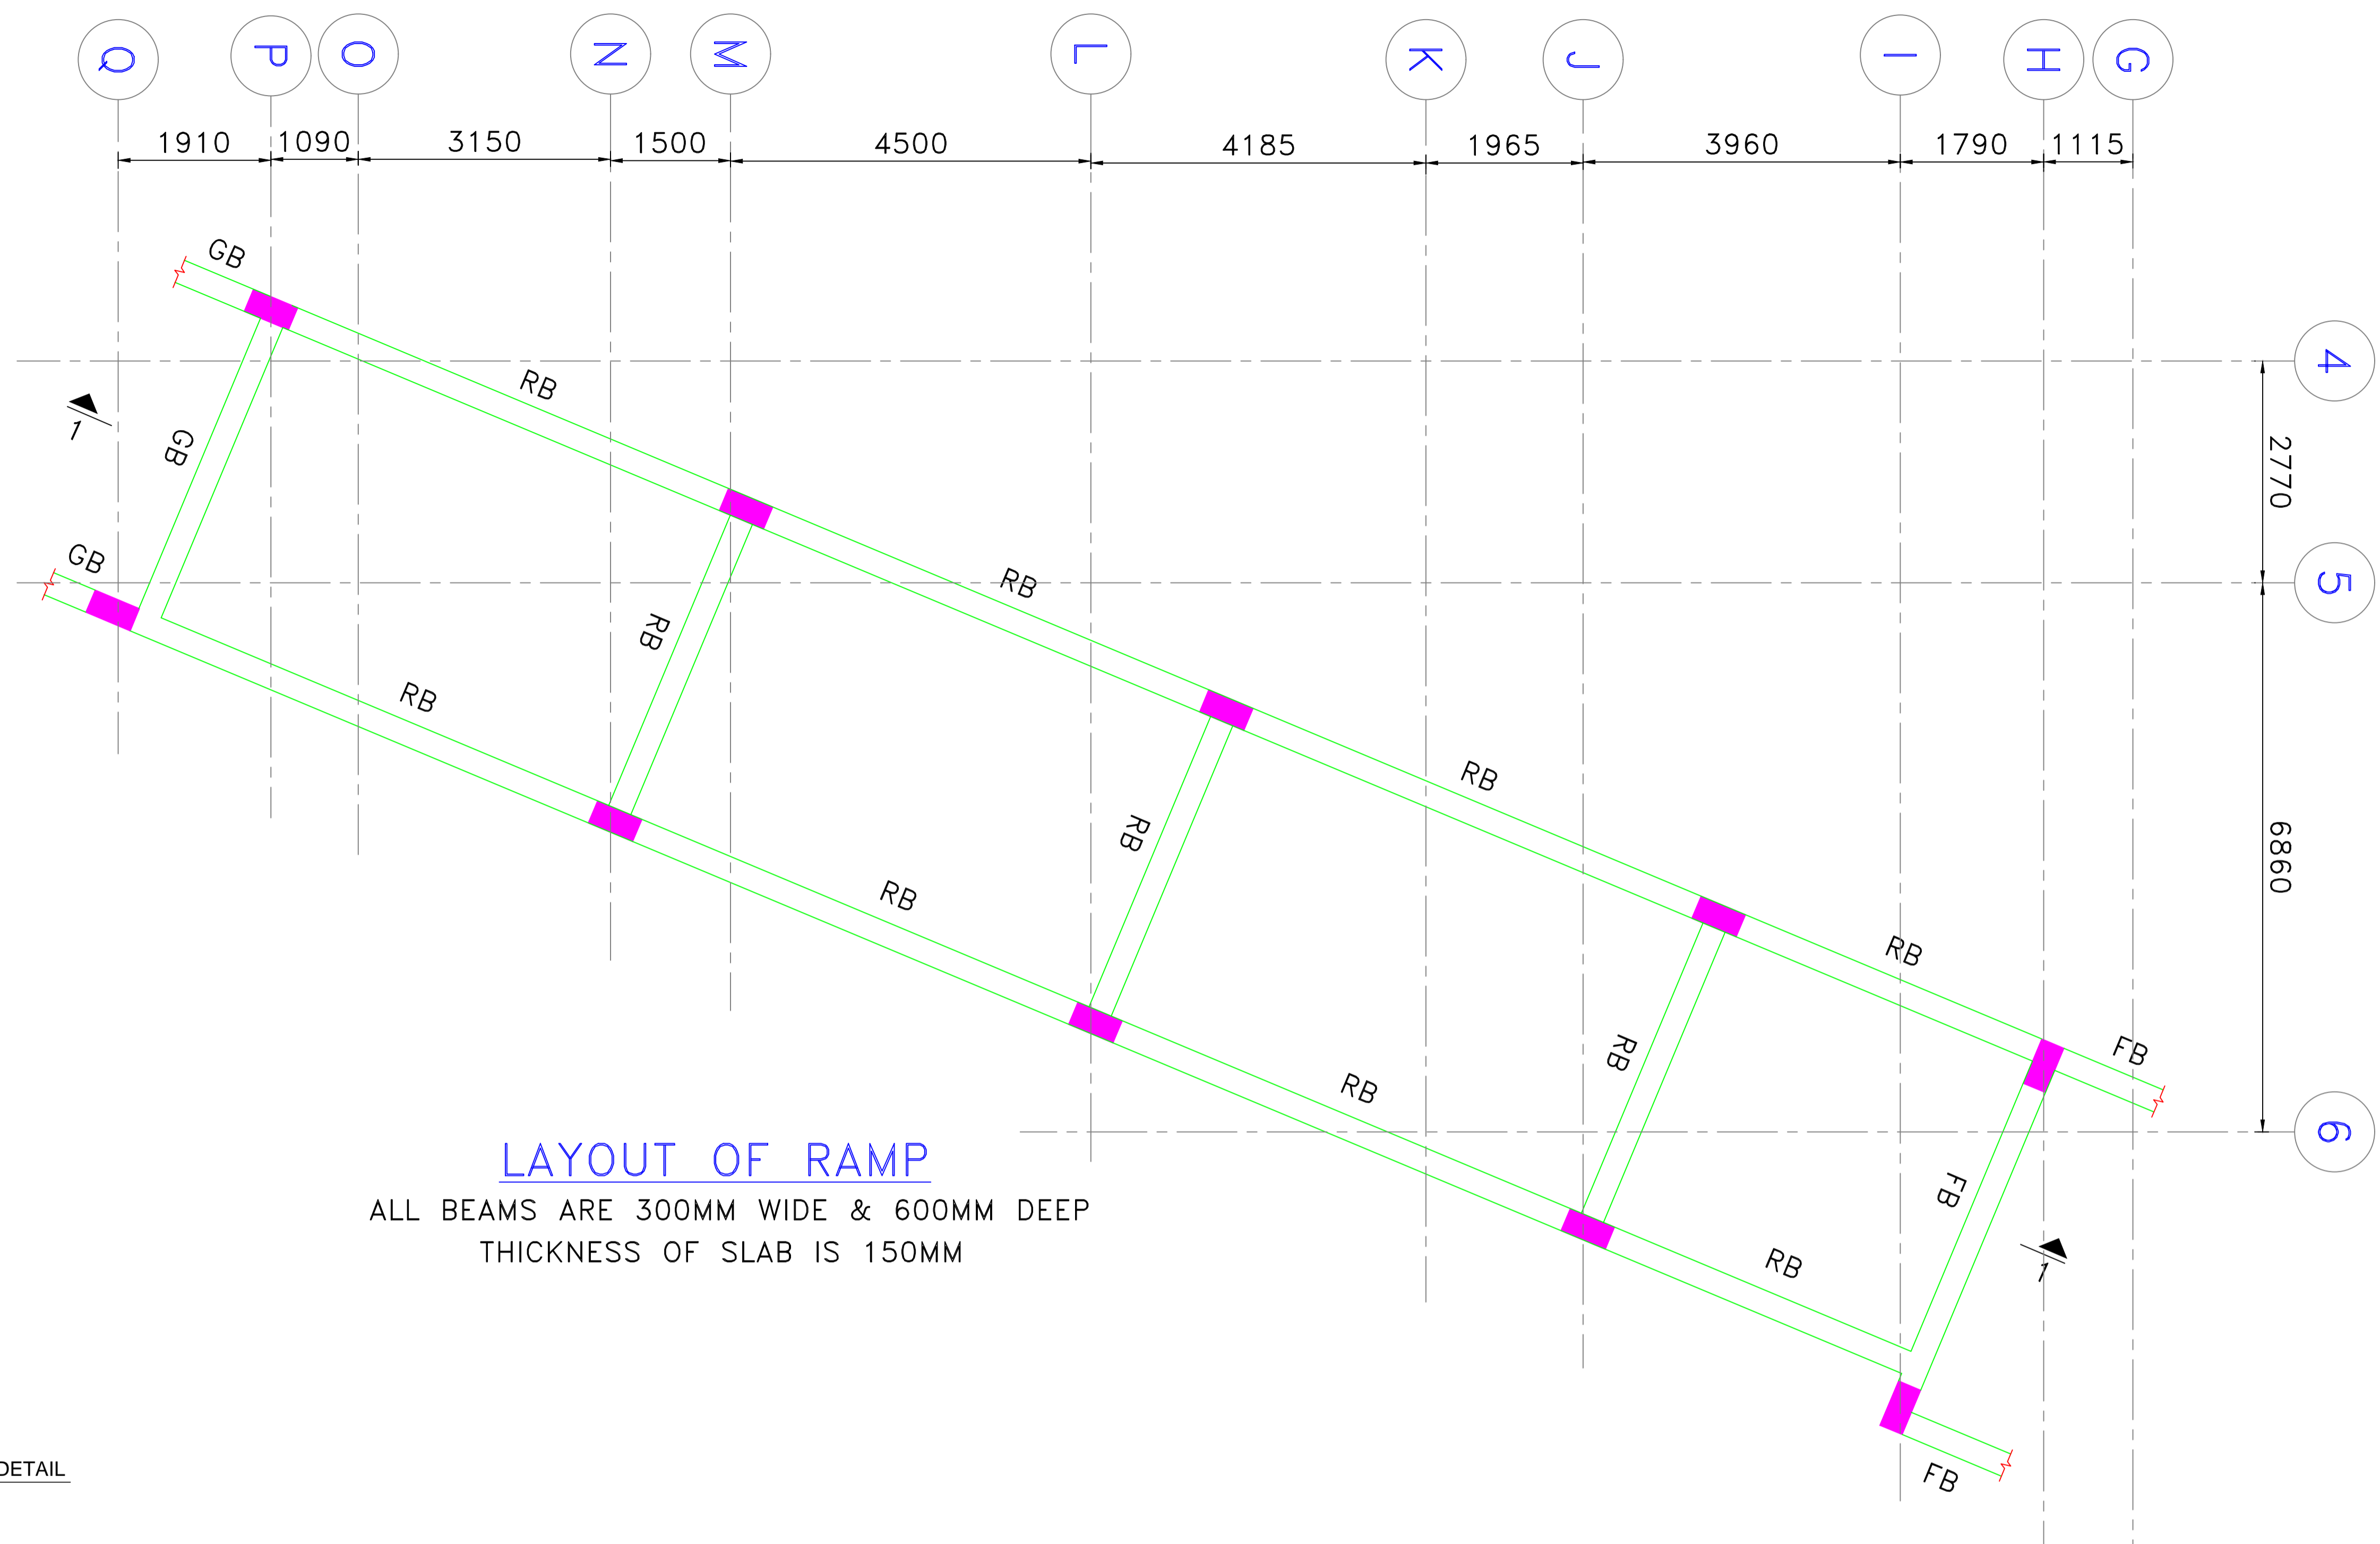 Q P O N M L K J I H G
1910 1090 3150 1500 4500 4185 1965 3960 1790 1115
GB
4
RB
1
GB
2770
GB
RB
5
RB
RB
RB
RB
RB
6860
RB
RB
RB
FB
RB
RB
6
FB
RB
1
FB
LAYOUT OF RAMP
ALL BEAMS ARE 300MM WIDE & 600MM DEEP
THICKNESS OF SLAB IS 150MM
DETAIL